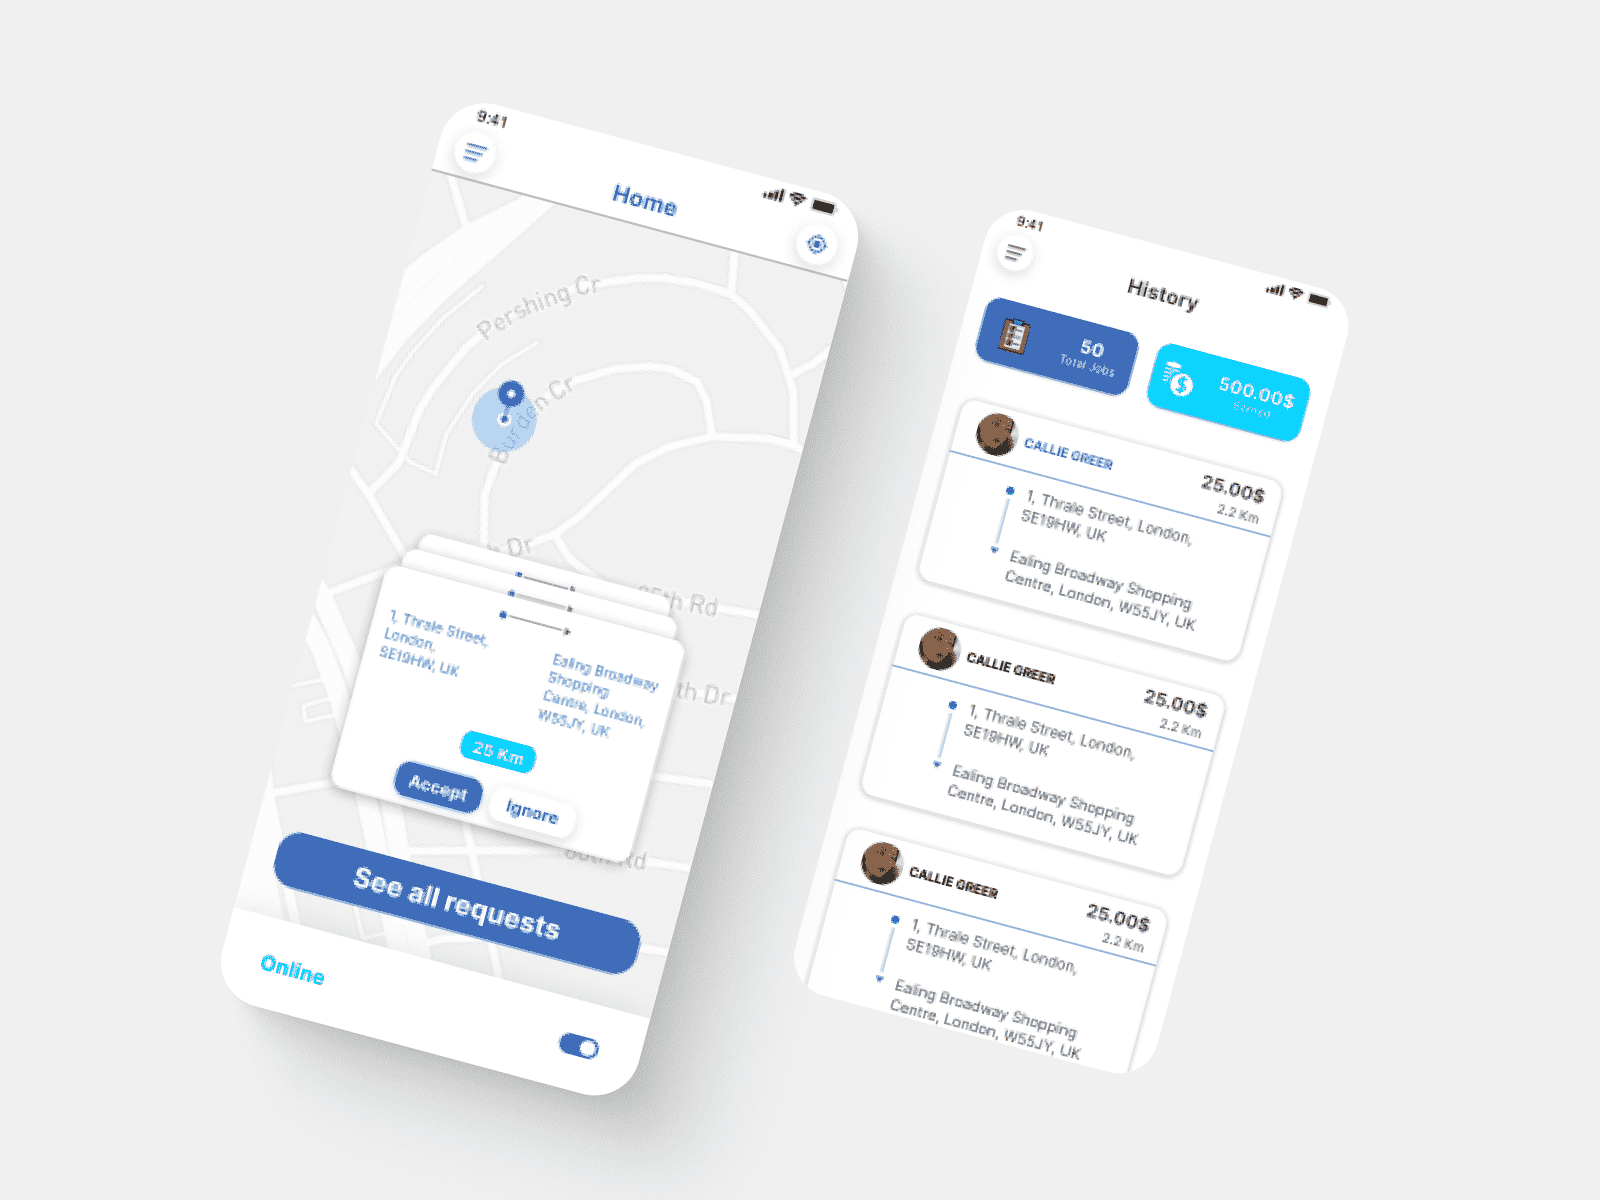 9:41
Home
Pershing Cr
Burden Cr
h Dr
85th Rd
th Dr
1, Thrale Street,
London,
SE19HW, UK
Ealing Broadway
Shopping
Centre, London,
W55JY, UK
25 Km
Accept
Ignore
Rd
See all requests
Online
9:41
History
50
Total Jobs
500.00$
Earned
CALLIE GREER
25.00$
2.2 Km
1, Thrale Street, London,
SE19HW, UK
Ealing Broadway Shopping
Centre, London, W55JY, UK
CALLIE GREER
25.00$
2.2 Km
1, Thrale Street, London,
SE19HW, UK
Ealing Broadway Shopping
Centre, London, W55JY, UK
CALLIE GREER
25.00$
2.2 Km
1, Thrale Street, London,
SE19HW, UK
Ealing Broadway Shopping
Centre, London, W55JY, UK